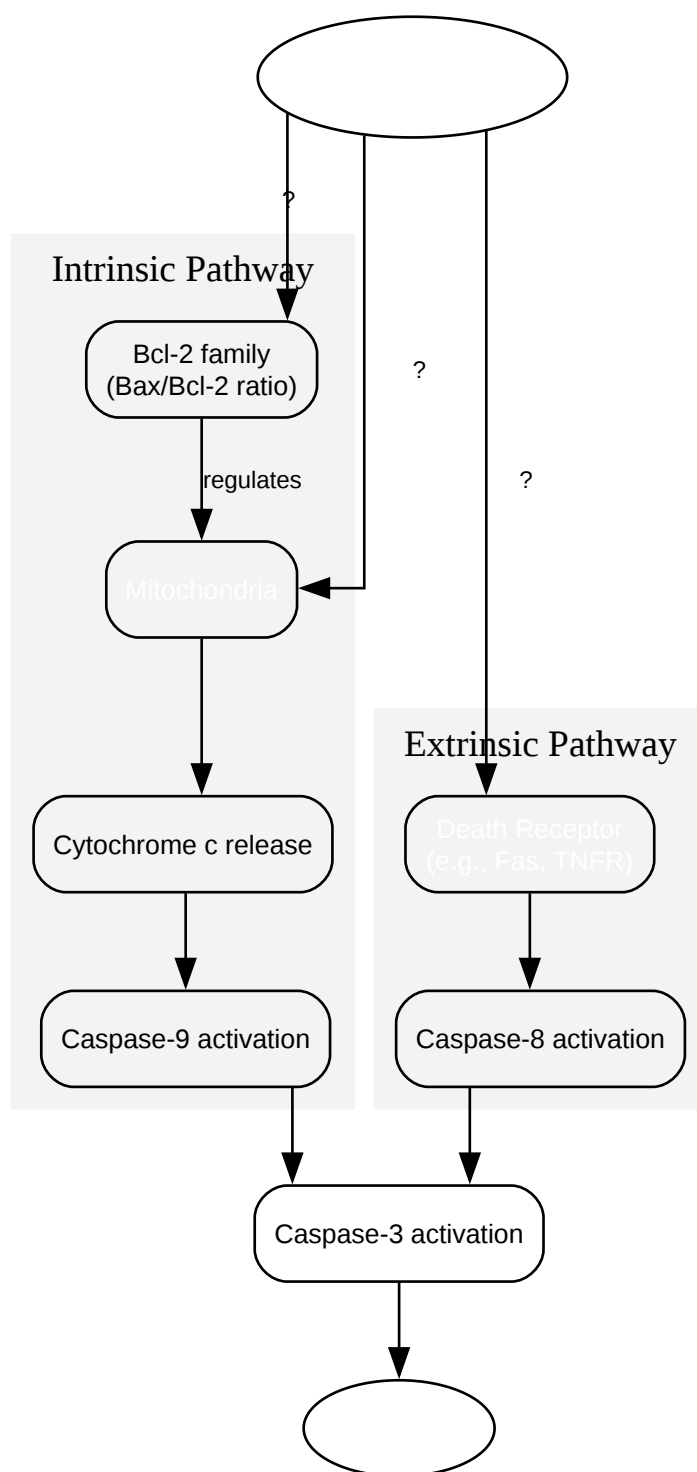 ?
Intrinsic Pathway
Bcl-2 family
(Bax/Bcl-2 ratio)
?
regulates
?
Mitochondria
Extrinsic Pathway
Cytochrome c release
Death Receptor
(e.g., Fas, TNFR)
Caspase-9 activation
Caspase-8 activation
Caspase-3 activation